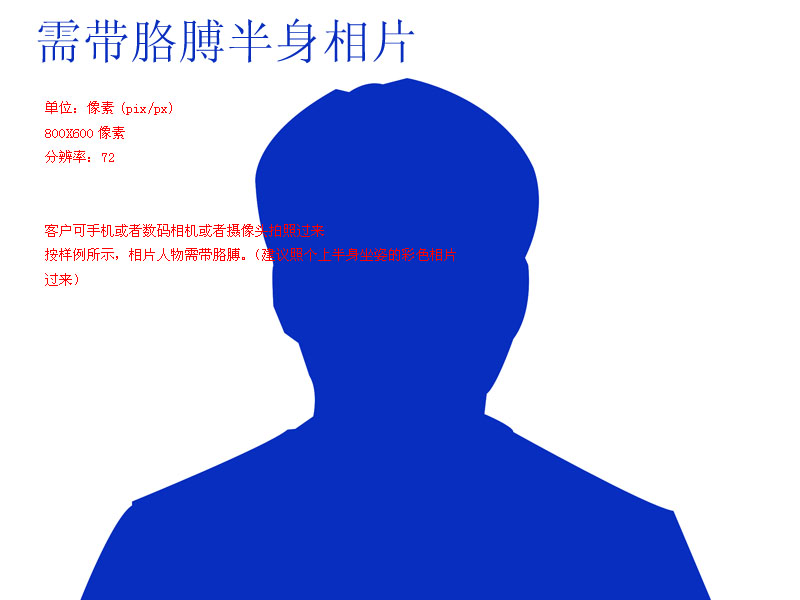 需带胳膊半身相片
单位：像素 (pix/px)
800X600 像素
分辨率：72
客户可手机或者数码相机或者摄像头拍照过来
按样例所示，相片人物需带胳膊。(建议照个上半身坐姿的彩色相片
过来)